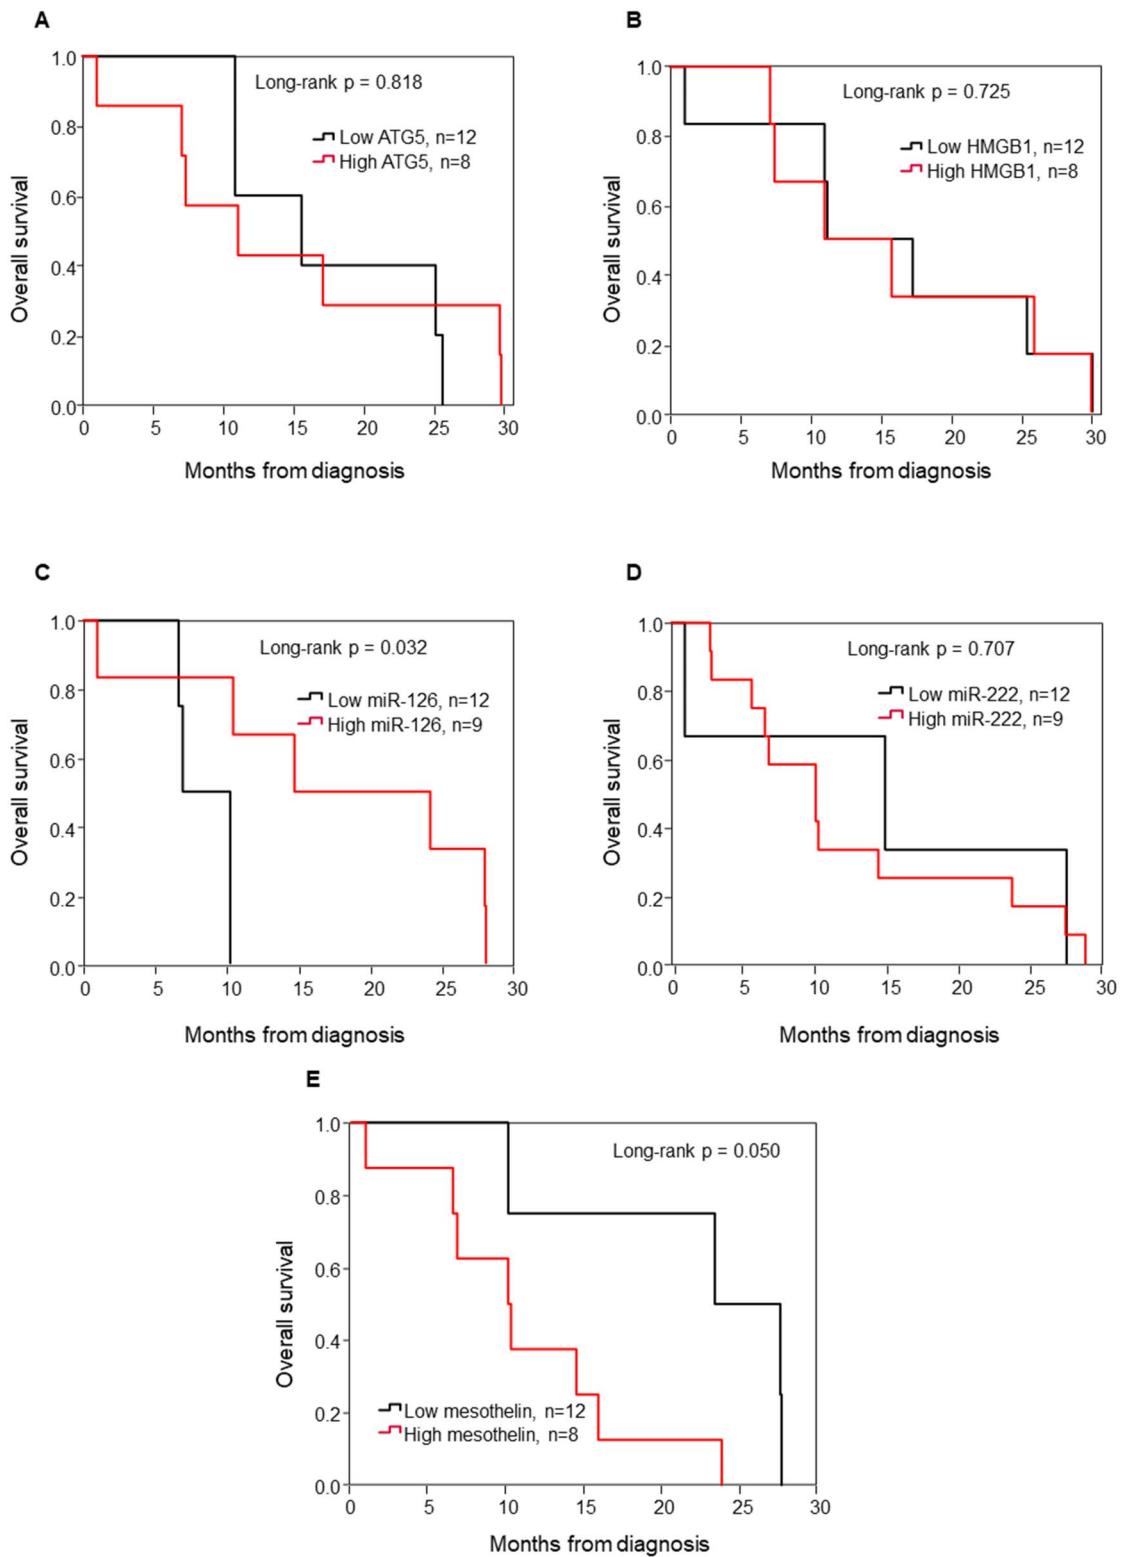 A
Long-rank p = 0.818
Low ATG5, n=12
High ATG5, n=8
Overall survival
1.0
0.8
0.6
0.4
0.2
0.0
0 5 10 15 20 25 30
Months from diagnosis
B
Long-rank p = 0.725
Low HMGB1, n=12
High HMGB1, n=8
Overall survival
1.0
0.8
0.6
0.4
0.2
0.0
0 5 10 15 20 25 30
Months from diagnosis
C
Long-rank p = 0.032
Low miR-126, n=12
High miR-126, n=9
Overall survival
1.0
0.8
0.6
0.4
0.2
0.0
0 5 10 15 20 25 30
Months from diagnosis
D
Long-rank p = 0.707
Low miR-222, n=12
High miR-222, n=9
Overall survival
1.0
0.8
0.6
0.4
0.2
0.0
0 5 10 15 20 25 30
Months from diagnosis
E
Long-rank p = 0.050
Low mesothelin, n=12
High mesothelin, n=8
Overall survival
1.0
0.8
0.6
0.4
0.2
0.0
0 5 10 15 20 25 30
Months from diagnosis